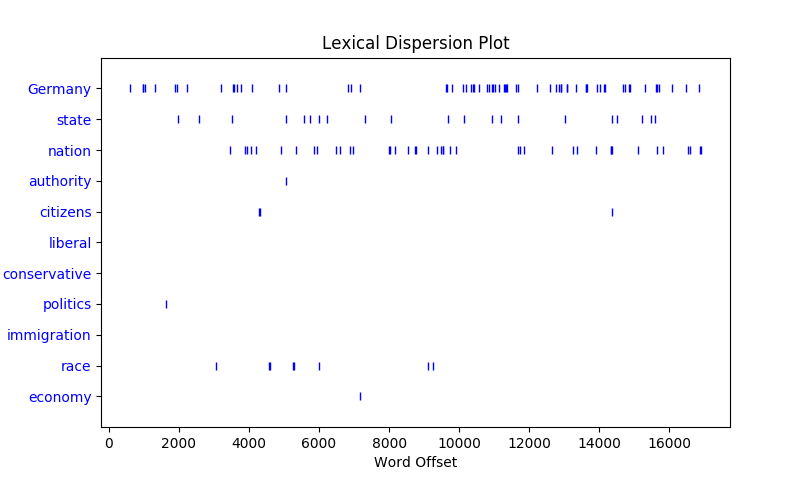 Lexical Dispersion Plot
Germany
state
nation
authority
citizens
liberal
conservative
politics
immigration
race
economy
0 2000 4000 6000 8000 10000 12000 14000 16000
Word Offset